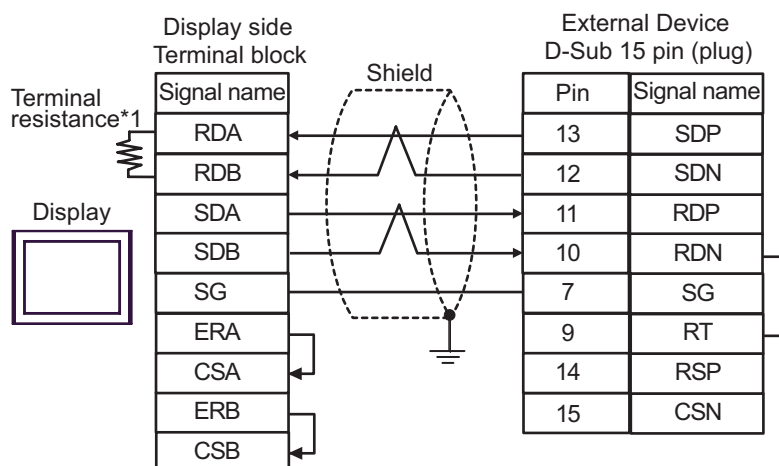 Display side
Terminal block
External Device
D-Sub 15 pin (plug)
Shield
Terminal
resistance*1
Display
Signal name
RDA
RDB
SDA
SDB
SG
ERA
CSA
ERB
CSB
Pin Signal name
13 SDP
12 SDN
11 RDP
10 RDN
7 SG
9 RT
14 RSP
15 CSN